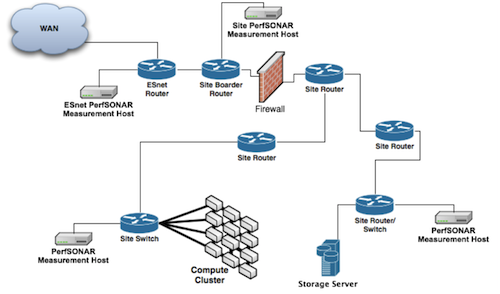 WAN
Site PerfSONAR
Measurement Host
ESnet PerfSONAR
Measurement Host
ESnet
Router
Site Boarder
Router
Firewall
Site Router
Site Router
Site Router
PerfSONAR
Measurement Host
Site Switch
Compute
Cluster
Storage Server
Site Router/
Switch
PerfSONAR
Measurement Host